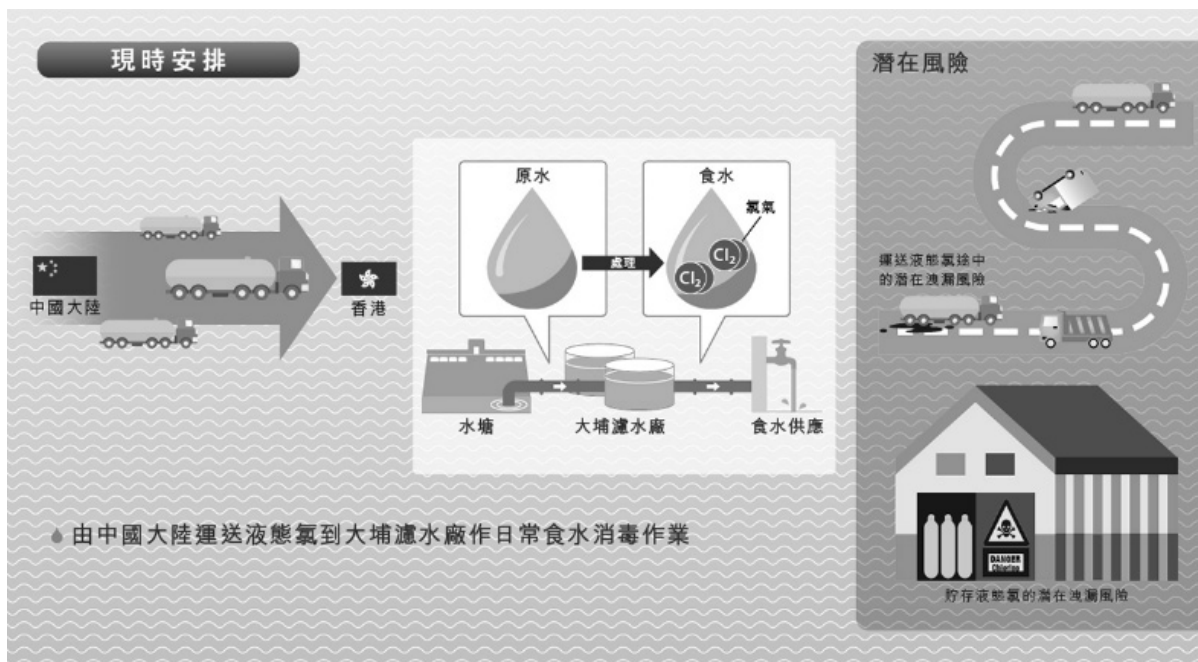 現時安排
中國大陸
香港
原水
處理
食水
氯氣
Cl₂
Cl₂
水塘
大埔濾水廠
食水供應
由中國大陸運送液態氯到大埔濾水廠作日常食水消毒作業
潛在風險
運送液態氯途中
的潛在洩漏風險
DANGER
Chlorine
貯存液態氯的潛在洩漏風險